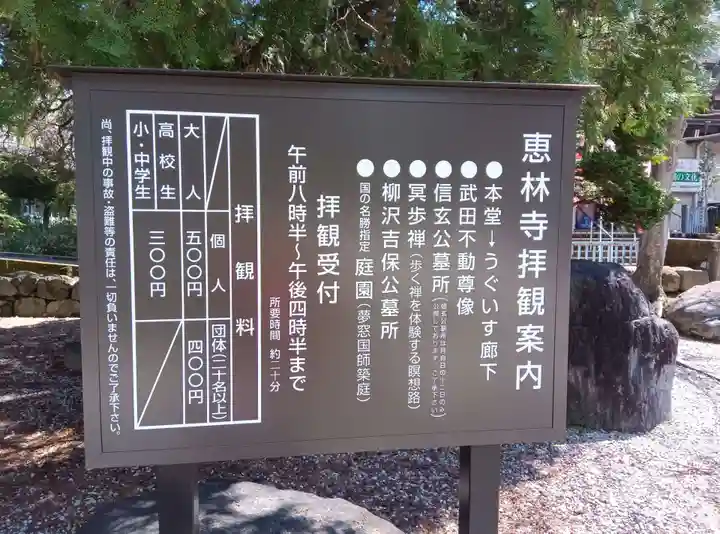 恵林寺拝観案内
●本堂→うぐいす廊下
●武田不動尊像
●信玄公墓所
●冥歩禅（歩く禅を体験する瞑想路）
●柳沢吉保公墓所
●国の名勝指定 庭園（夢窓国師築庭）
拝観受付
午前八時半〜午後四時半まで
所要時間 約二十分
拝観料
個人
団体（二十名以上）
大人
五〇〇円
四〇〇円
高校生
小・中学生
三〇〇円
尚、拝観中の事故・盗難等の責任は、一切負いませんのでご了承下さい。